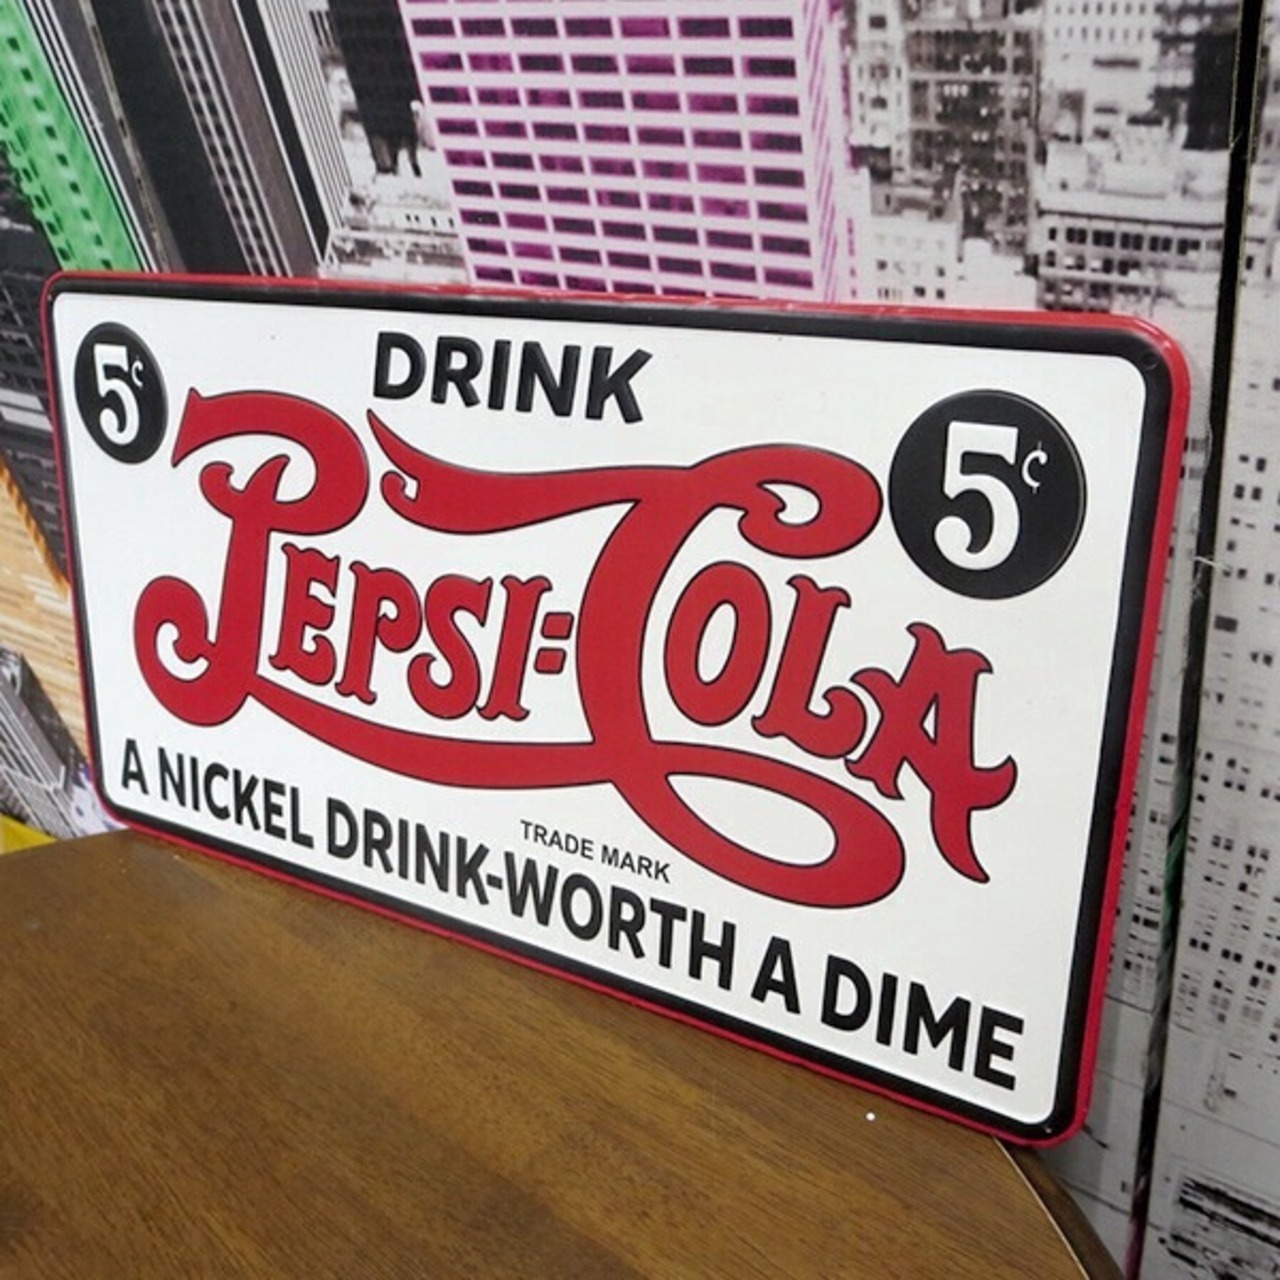 DRINK
5¢
5¢
PEPSI=COLA
TRADE MARK
A NICKEL DRINK-WORTH A DIME